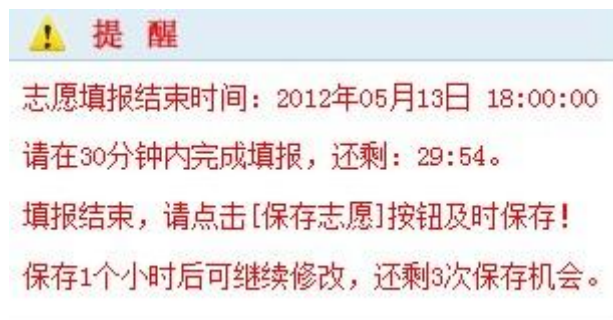 提 醒
志愿填报结束时间：2012年05月13日 18:00:00
请在30分钟内完成填报，还剩：29:54。
填报结束，请点击[保存志愿]按钮及时保存！
保存1个小时后可继续修改，还剩3次保存机会。